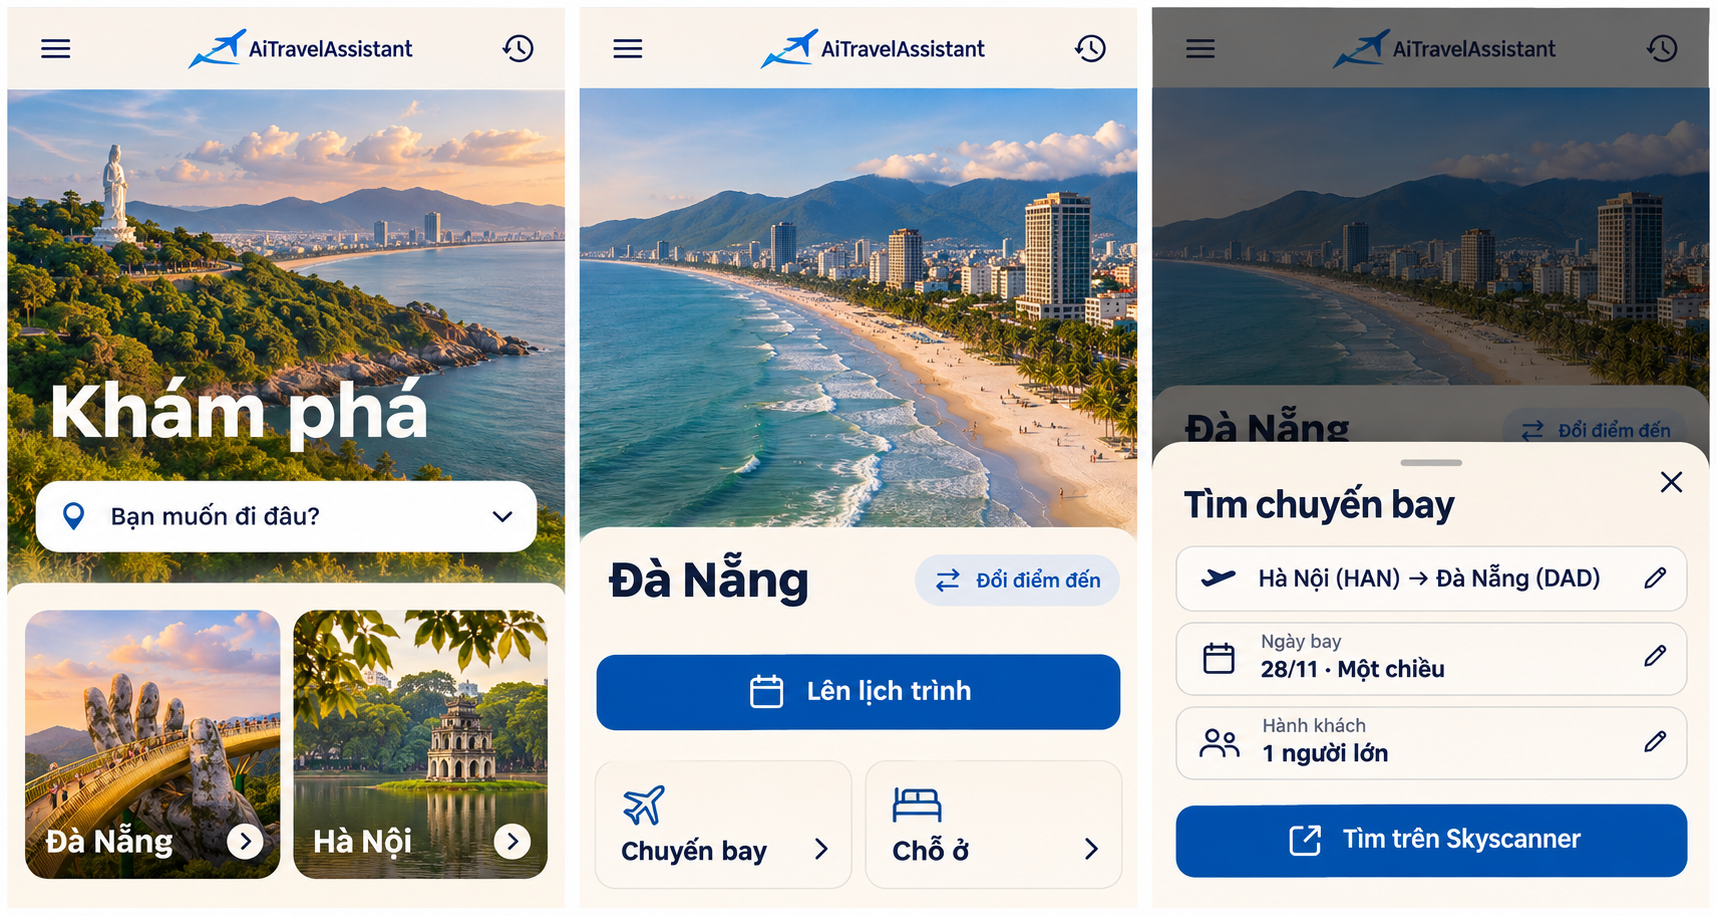 AiTravelAssistant
Khám phá
Bạn muốn đi đâu?
Đà Nẵng
Hà Nội
AiTravelAssistant
Đà Nẵng
Đổi điểm đến
Lên lịch trình
Chuyến bay
Chỗ ở
AiTravelAssistant
Đà Nẵng
Đổi điểm đến
Tìm chuyến bay
Hà Nội (HAN) → Đà Nẵng (DAD)
Ngày bay
28/11 · Một chiều
Hành khách
1 người lớn
Tìm trên Skyscanner